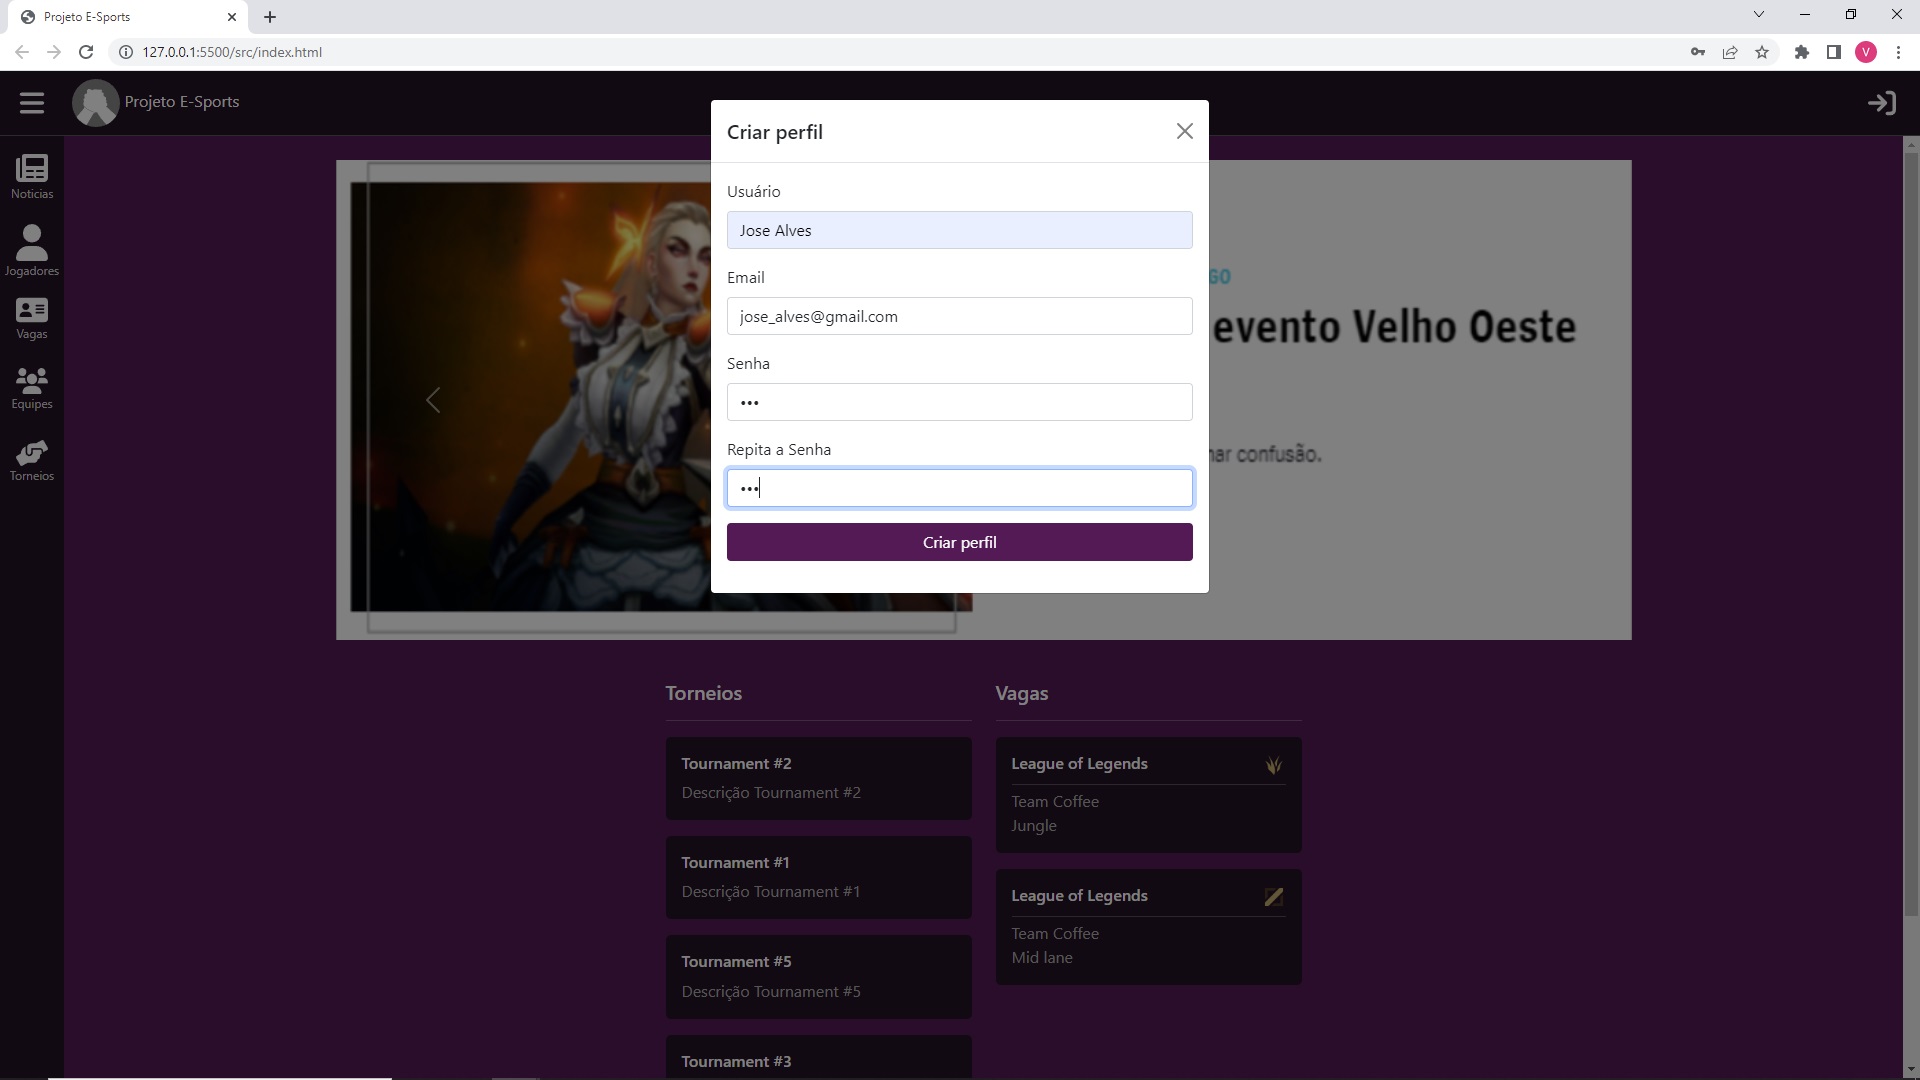 Projeto E-Sports
127.0.0.1:5500/src/index.html
V
Projeto E-Sports
Noticias
Jogadores
Vagas
Equipes
Torneios
Criar perfil
Usuário
Jose Alves
Email
jose_alves@gmail.com
Senha
•••
Repita a Senha
•••
Criar perfil
GO
evento Velho Oeste
nar confusão.
Torneios
Tournament #2
Descrição Tournament #2
Tournament #1
Descrição Tournament #1
Tournament #5
Descrição Tournament #5
Tournament #3
Vagas
League of Legends
Team Coffee
Jungle
League of Legends
Team Coffee
Mid lane